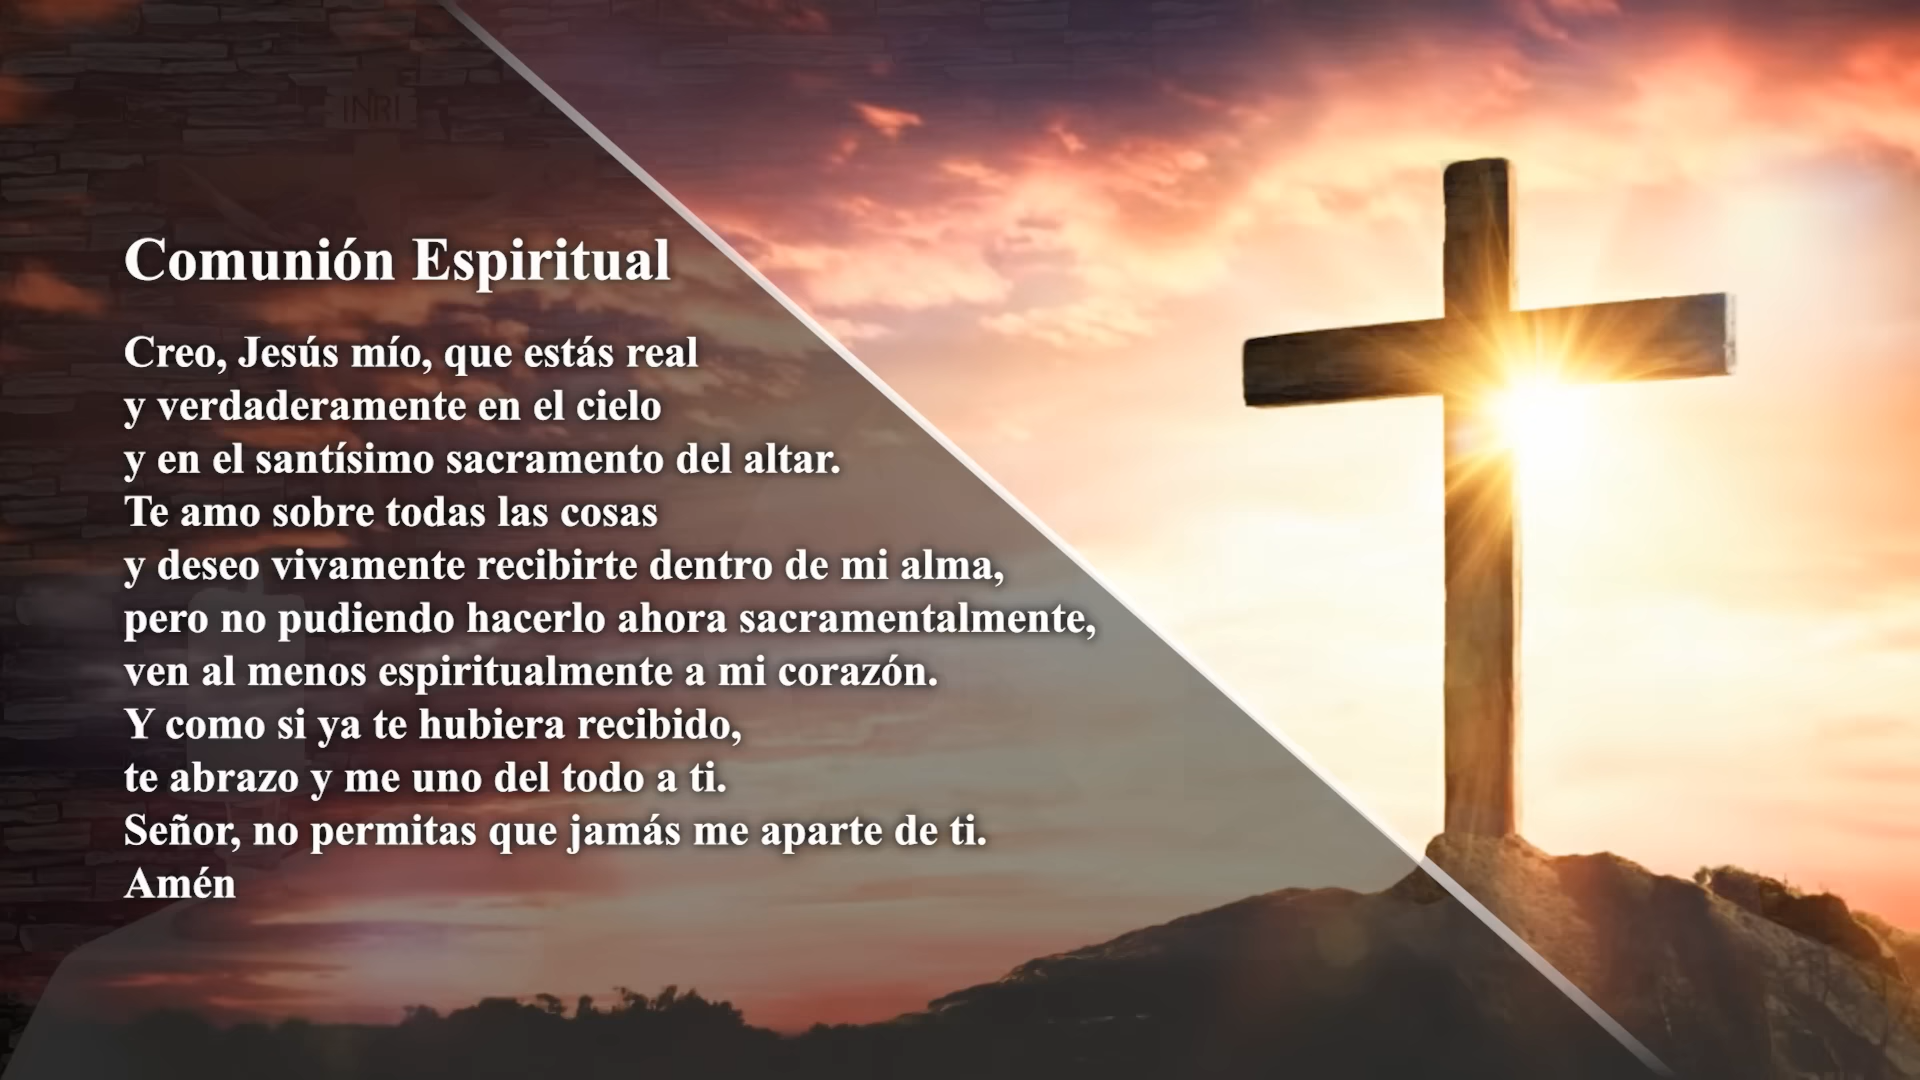 INRI
Comunión Espiritual
Creo, Jesús mío, que estás real
y verdaderamente en el cielo
y en el santísimo sacramento del altar.
Te amo sobre todas las cosas
y deseo vivamente recibirte dentro de mi alma,
pero no pudiendo hacerlo ahora sacramentalmente,
ven al menos espiritualmente a mi corazón.
Y como si ya te hubiera recibido,
te abrazo y me uno del todo a ti.
Señor, no permitas que jamás me aparte de ti.
Amén